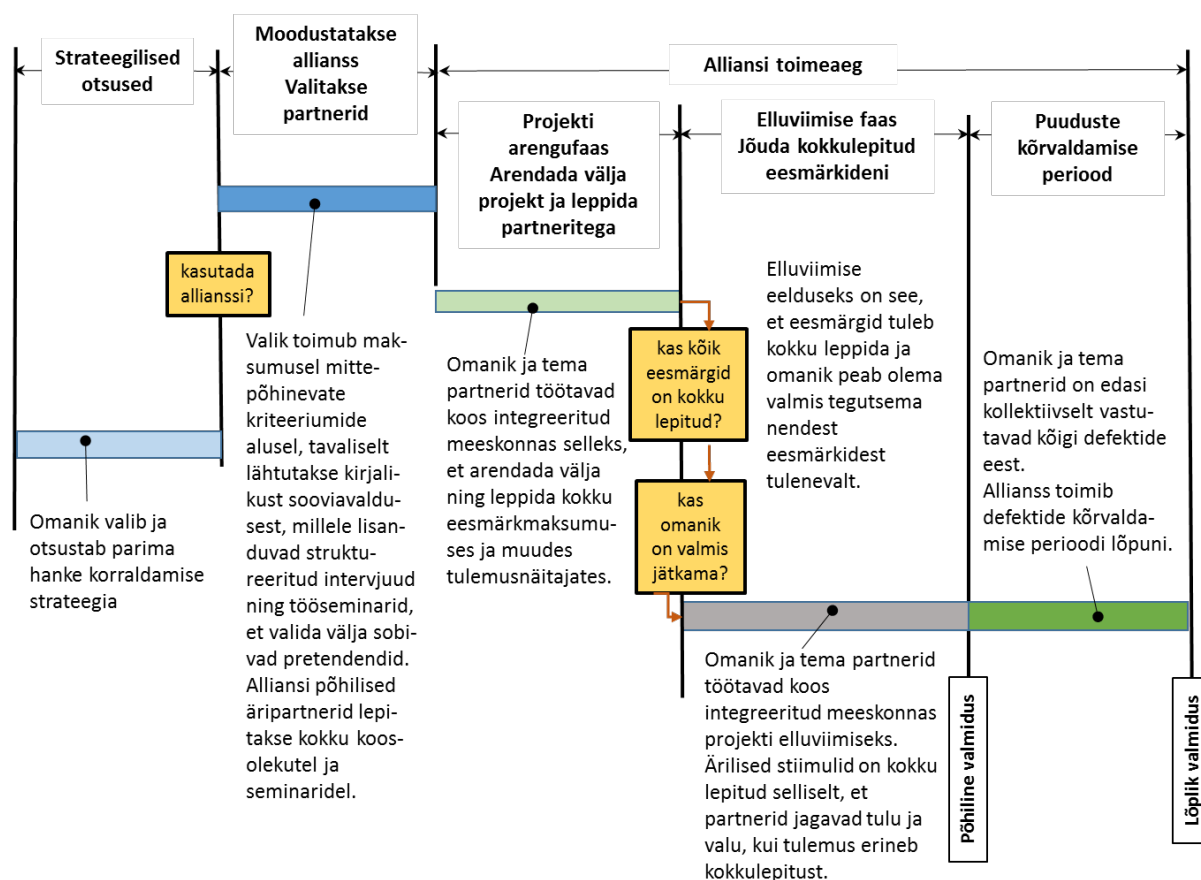 Strateegilised
otsused
Moodustatakse
allianss
Valitakse
partnerid
Alliansi toimeaeg
Projekti
arengufaas
Arendada välja
projekt ja leppida
partneritega
Elluviimise faas
Jõuda kokkulepitud
eesmärkideni
Puuduste
kõrvaldamise
periood
kasutada
allianssi?
Omanik valib ja
otsustab parima
hanke korraldamise
strateegia
Valik toimub mak-
sumusel mitte-
põhinevate
kriteeriumide
alusel, tavaliselt
lähtutakse kirjali-
kust sooviavaldu-
sest, millele lisan-
duvad struktu-
reeritud intervjuud
ning tööseminarid,
et valida välja sobi-
vad pretendendid.
Alliansi põhilised
äripartnerid lepi-
takse kokku koos-
olekutel ja
seminaridel.
Omanik ja tema
partnerid töötavad
koos integreeritud
meeskonnas selleks,
et arendada välja
ning leppida kokku
eesmärkmaksumu-
ses ja muudes
tulemusnäitajates.
kas kõik
eesmärgid
on kokku
lepitud?
kas
omanik
on valmis
jätkama?
Elluviimise
eelduseks on see,
et eesmärgid tuleb
kokku leppida ja
omanik peab olema
valmis tegutsema
nendest
eesmärkidest
tulenevalt.
Omanik ja tema
partnerid on edasi
kollektiivselt vastu-
tavad kõigi defektide
eest.
Allianss toimib
defektide kõrvalda-
mise perioodi lõpuni.
Omanik ja tema partnerid
töötavad koos
integreeritud meeskonnas
projekti elluviimiseks.
Ärilised stiimulid on kokku
lepitud selliselt, et
partnerid jagavad tulu ja
valu, kui tulemus erineb
kokkulepitust.
Põhiline valmidus
Lõplik valmidus